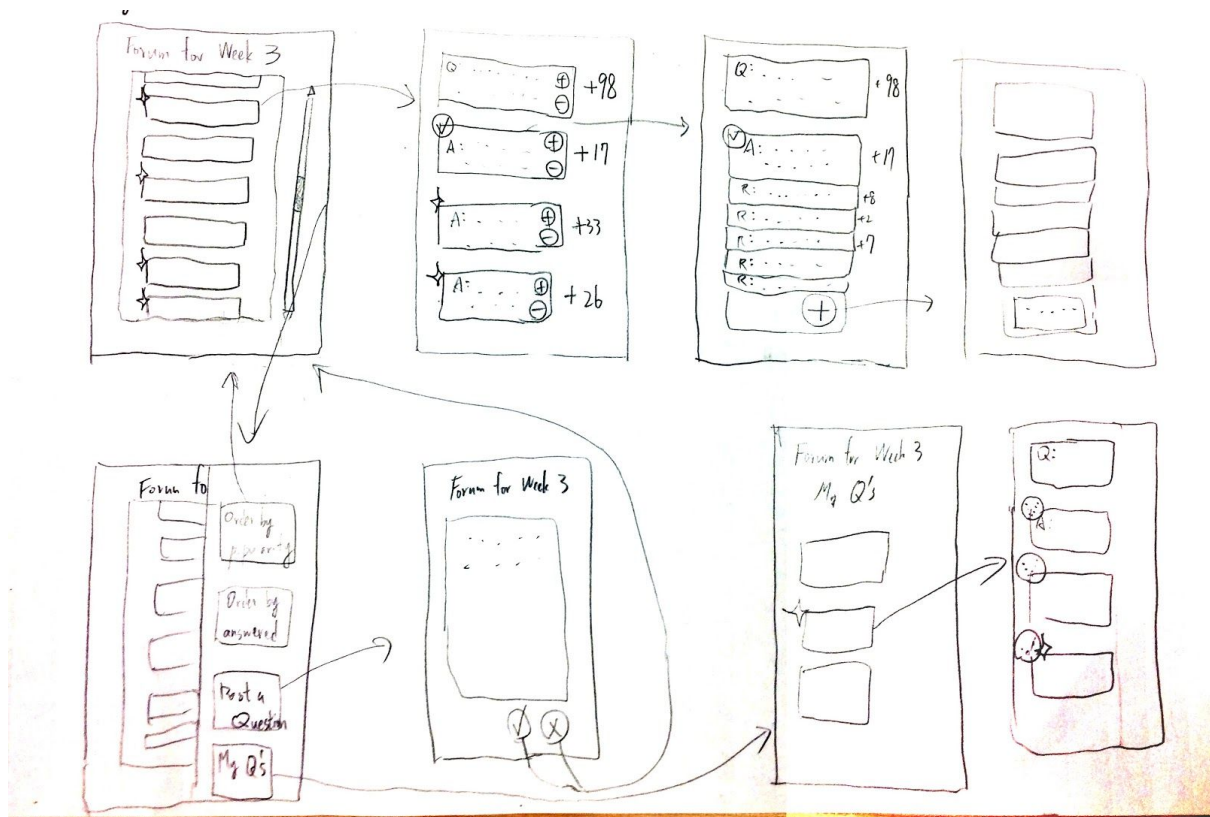 Forum for Week 3
Q
+98
A:
+17
A:
+33
A:
+26
Q:
+98
A:
+17
R:
+8
R:
+2
R:
+7
R:
R:
Forum fo
Order by
popularity
Order by
answered
Post a
Question
My Q's
Forum for Week 3
Forum for Week 3
My Q's
Q:
A: